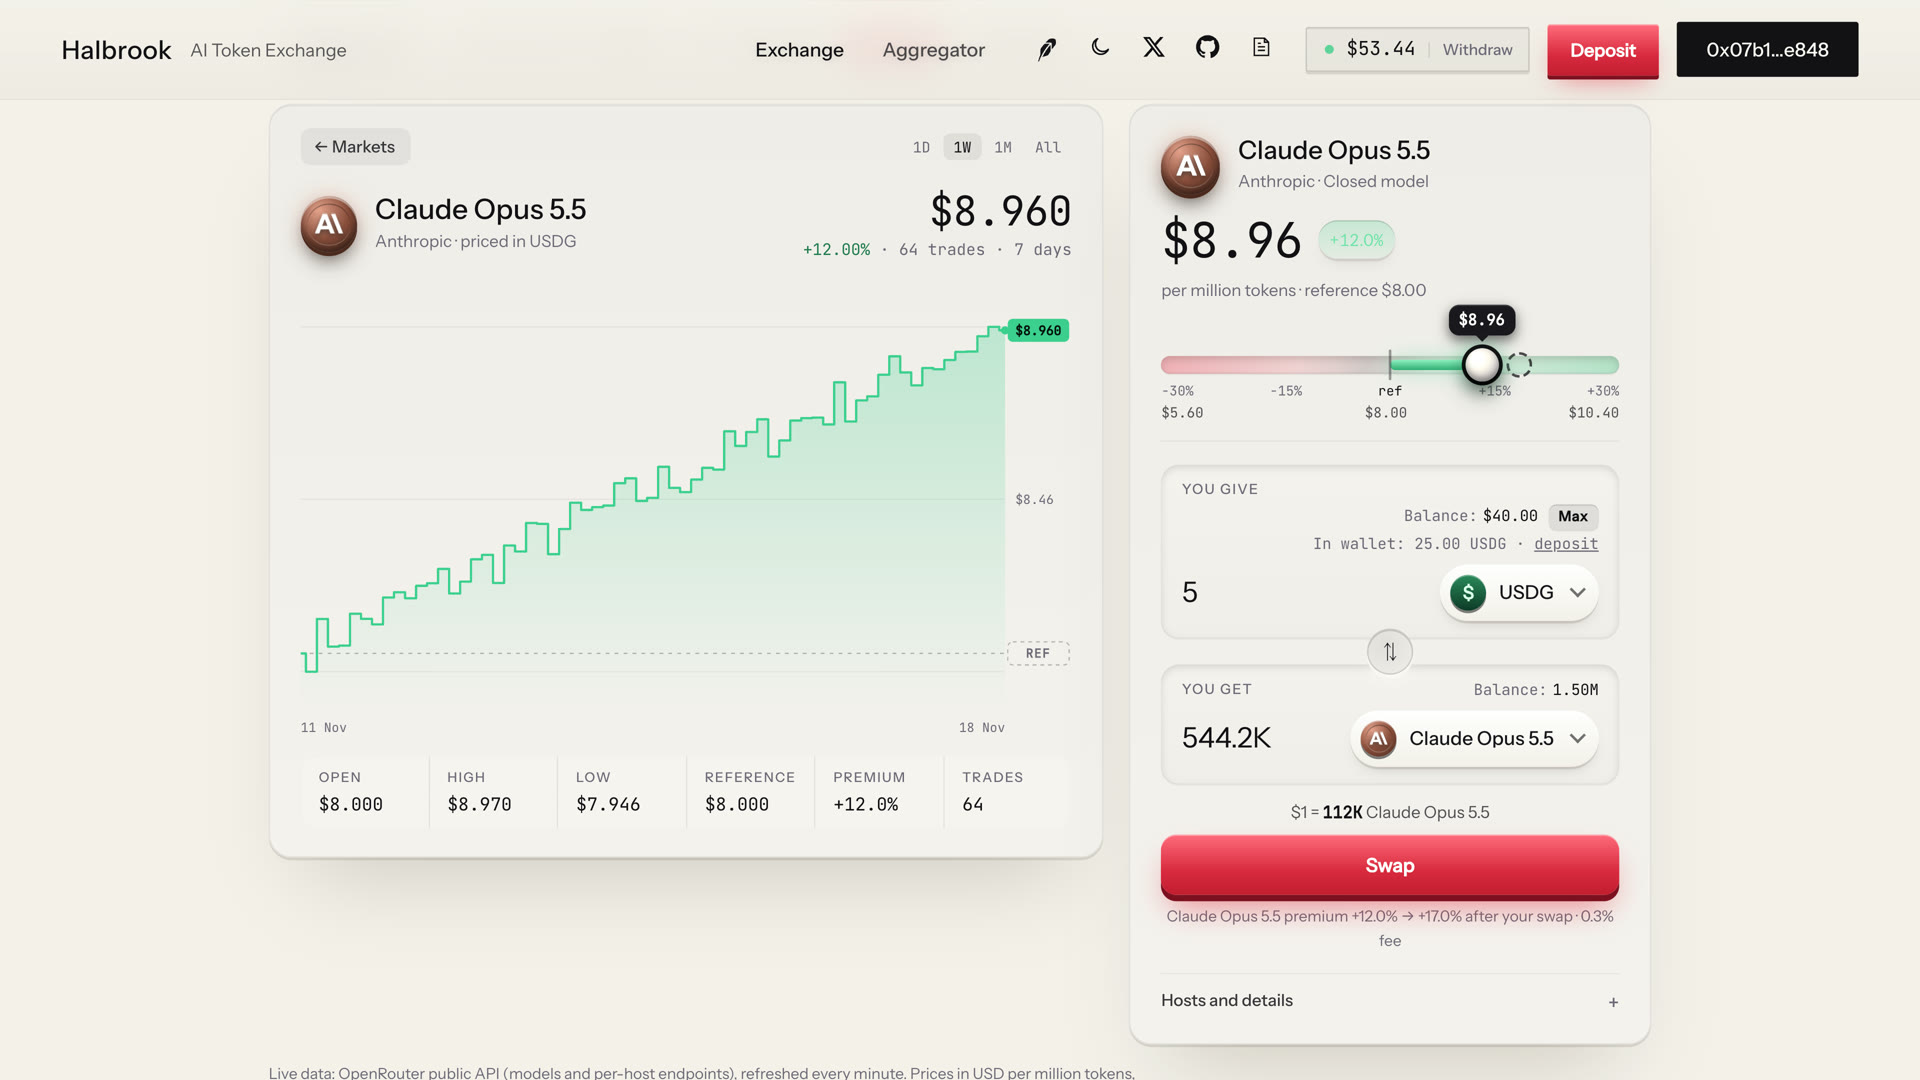 Halbrook AI Token Exchange Exchange Aggregator $53.44 Withdraw Deposit 0x07b1...e848
← Markets 1D 1W 1M All
Claude Opus 5.5 $8.960
Anthropic · priced in USDG +12.00% · 64 trades · 7 days
$8.960
$8.46
REF
11 Nov 18 Nov
OPEN HIGH LOW REFERENCE PREMIUM TRADES
$8.000 $8.970 $7.946 $8.000 +12.0% 64
Claude Opus 5.5
Anthropic · Closed model
$8.96 +12.0%
per million tokens · reference $8.00
$8.96
-30% -15% ref +15% +30%
$5.60 $8.00 $10.40
YOU GIVE
Balance: $40.00 Max
In wallet: 25.00 USDG · deposit
5 $ USDG
YOU GET Balance: 1.50M
544.2K Claude Opus 5.5
$1 = 112K Claude Opus 5.5
Swap
Claude Opus 5.5 premium +12.0% → +17.0% after your swap · 0.3%
fee
Hosts and details +
Live data: OpenRouter public API (models and per-host endpoints), refreshed every minute. Prices in USD per million tokens,